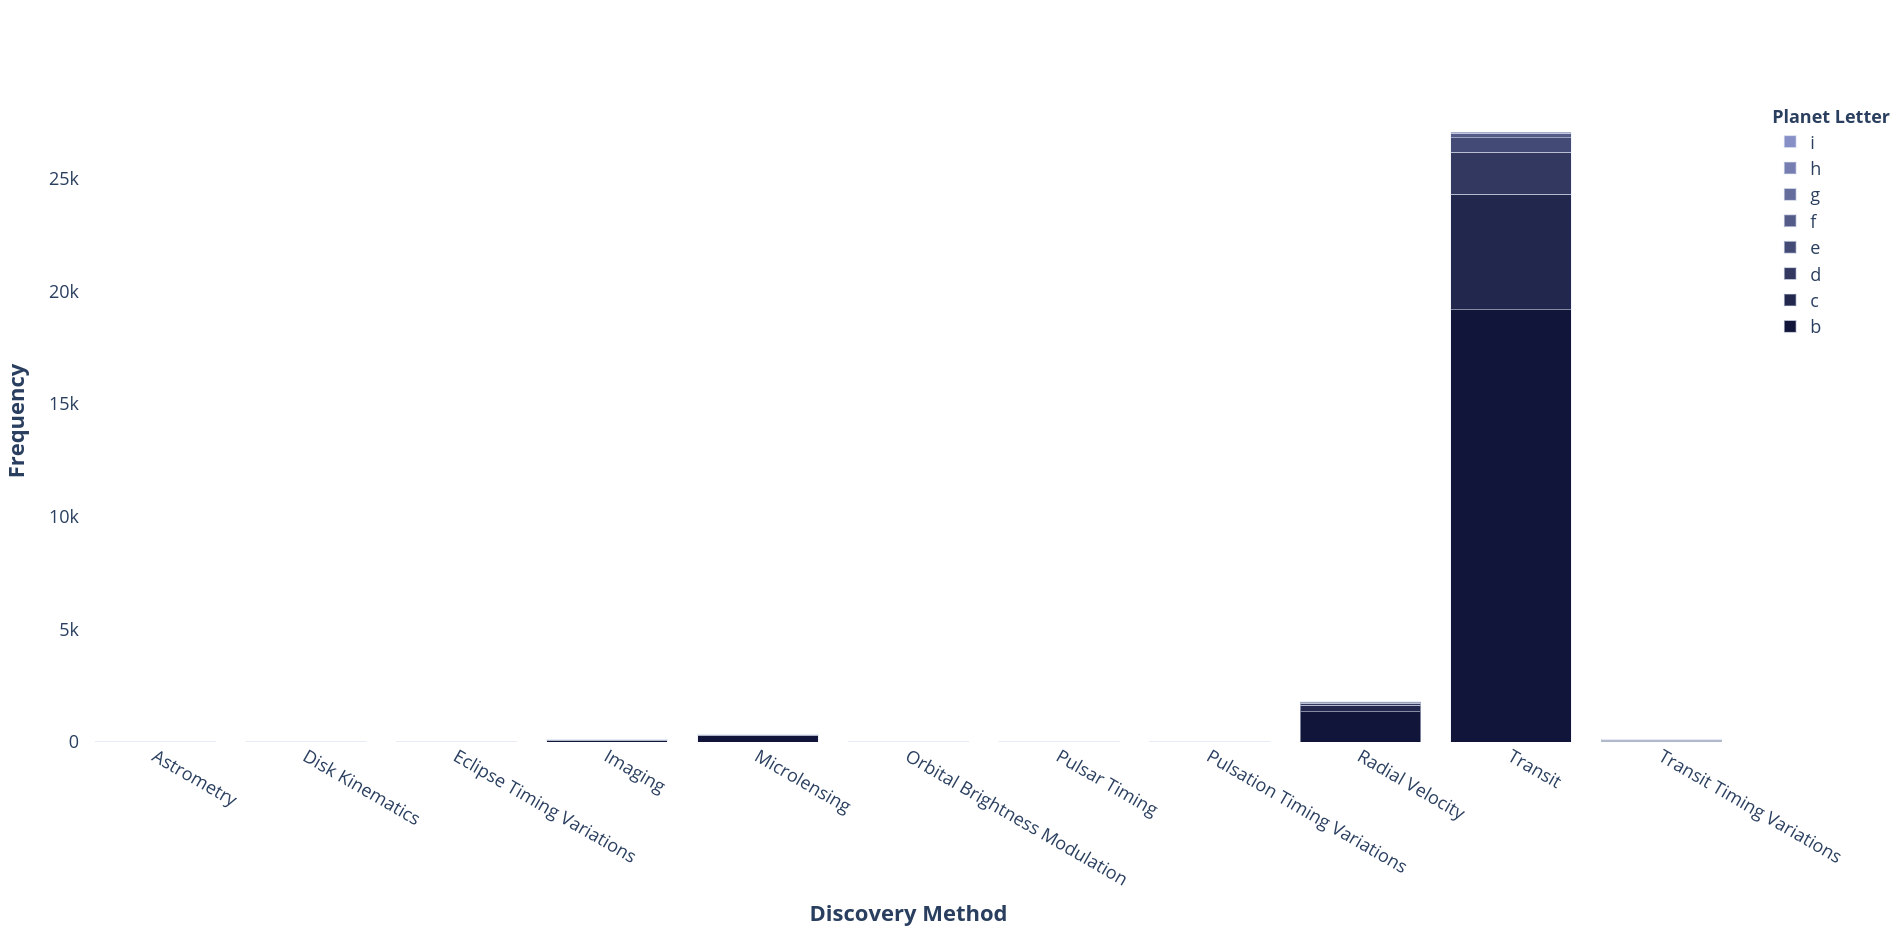 Planet Letter
i
h
g
f
e
d
c
b
25k
20k
15k
10k
5k
0
Frequency
Astrometry
Disk Kinematics
Eclipse Timing Variations
Imaging
Microlensing
Orbital Brightness Modulation
Pulsar Timing
Pulsation Timing Variations
Radial Velocity
Transit
Transit Timing Variations
Discovery Method